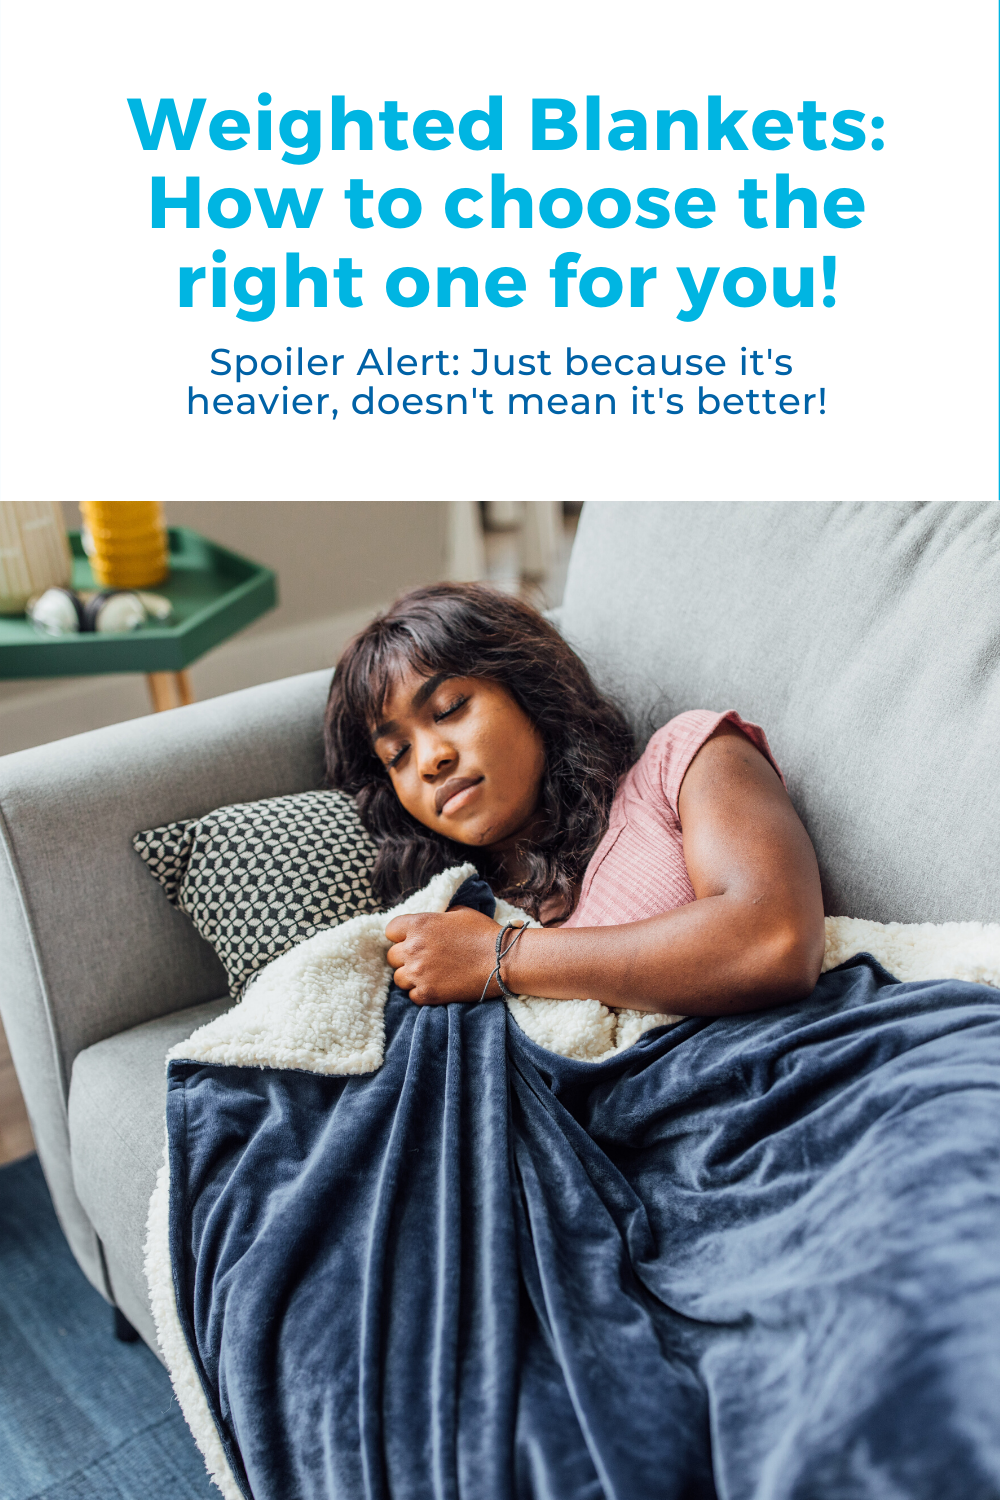 Weighted Blankets:
How to choose the
right one for you!
Spoiler Alert: Just because it's
heavier, doesn't mean it's better!